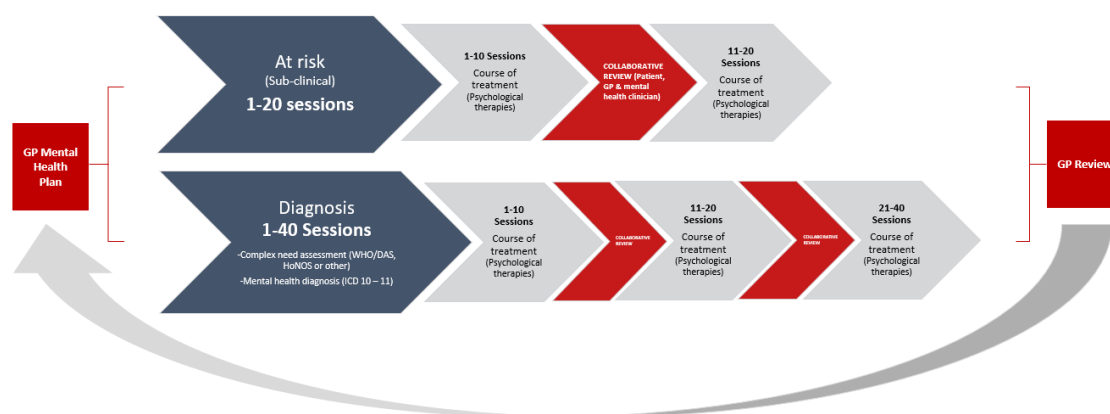 GP Mental
Health
Plan
At risk
(Sub-clinical)
1-20 sessions
1-10 Sessions
Course of
treatment
(Psychological
therapies)
COLLABORATIVE
REVIEW (Patient,
GP & mental
health clinician)
11-20
Sessions
Course of
treatment
(Psychological
therapies)
Diagnosis
1-40 Sessions
-Complex need assessment (WHO/DAS,
HoNOS or other)
-Mental health diagnosis (ICD 10 – 11)
1-10
Sessions
Course of
treatment
(Psychological
therapies)
COLLABORATIVE
REVIEW
11-20
Sessions
Course of
treatment
(Psychological
therapies)
COLLABORATIVE
REVIEW
21-40
Sessions
Course of
treatment
(Psychological
therapies)
GP Review